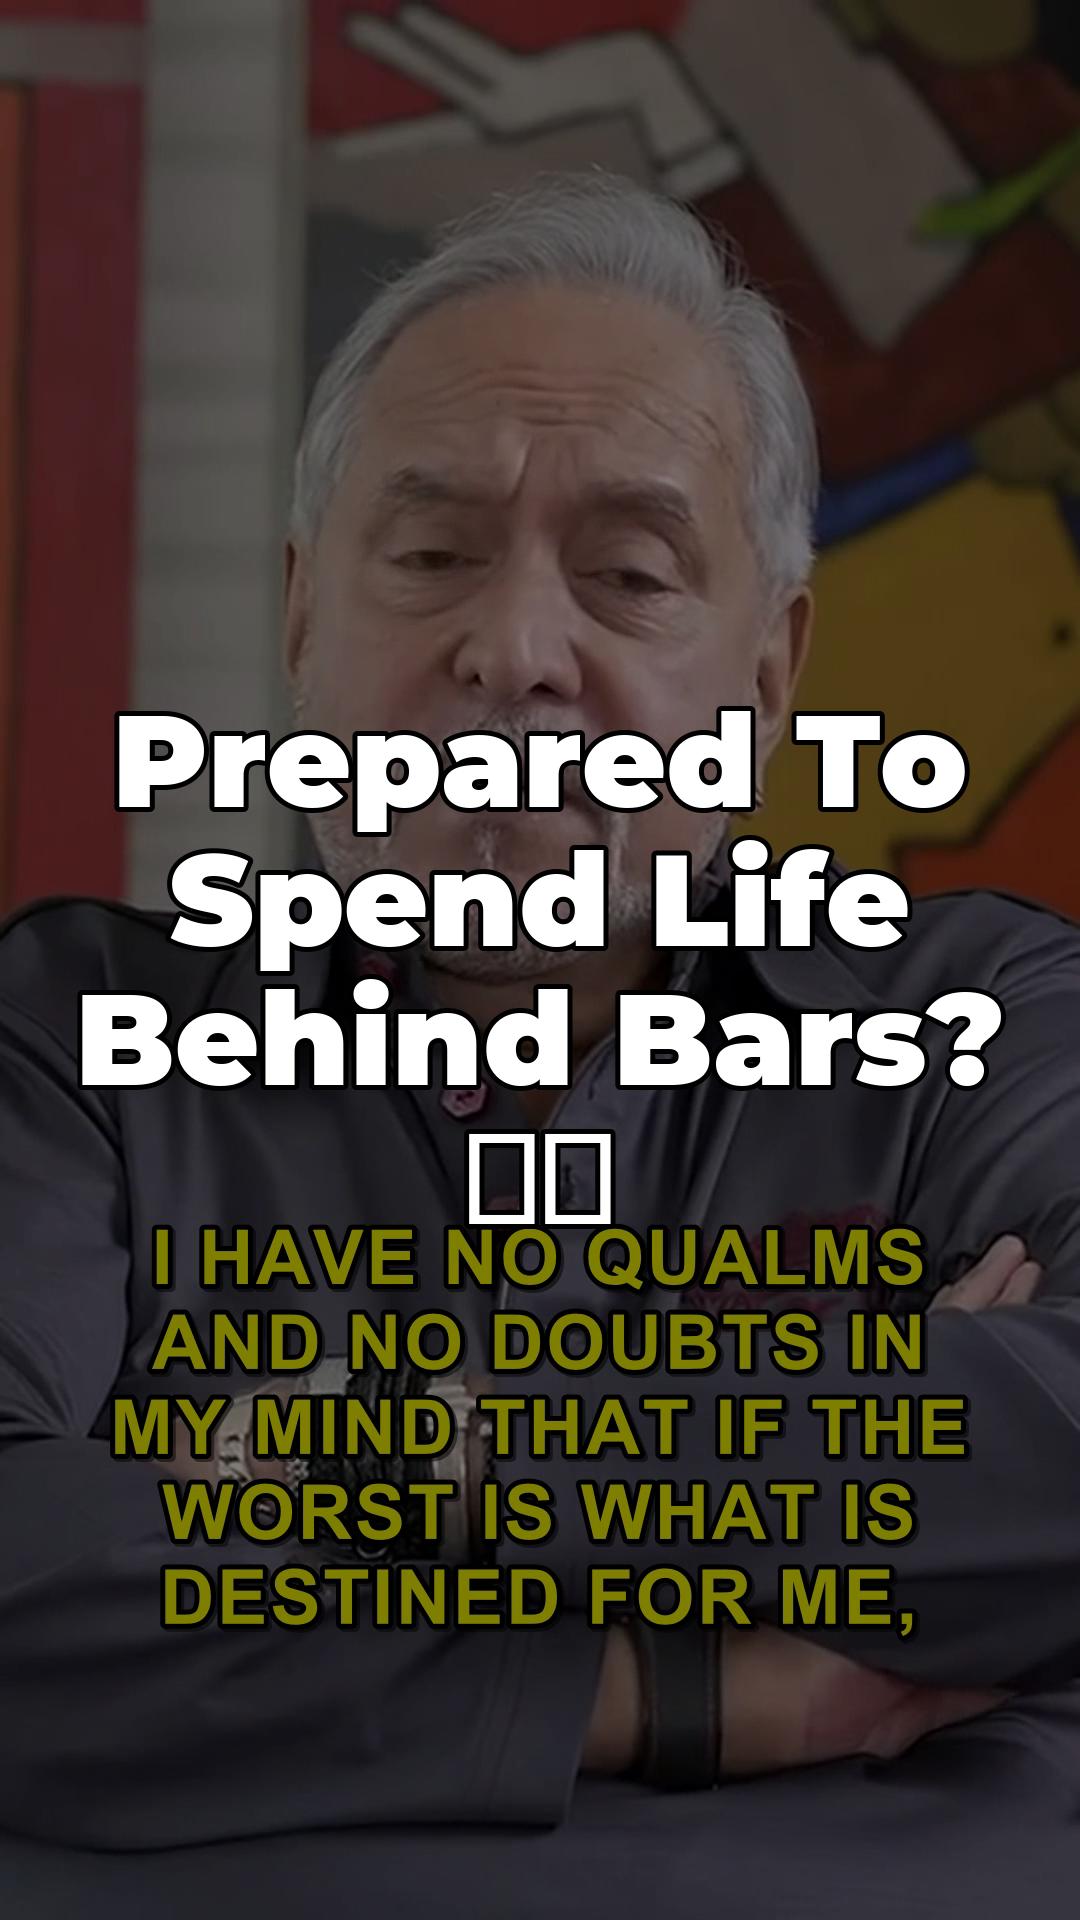 Prepared To
Spend Life
Behind Bars?
I HAVE NO QUALMS
AND NO DOUBTS IN
MY MIND THAT IF THE
WORST IS WHAT IS
DESTINED FOR ME,